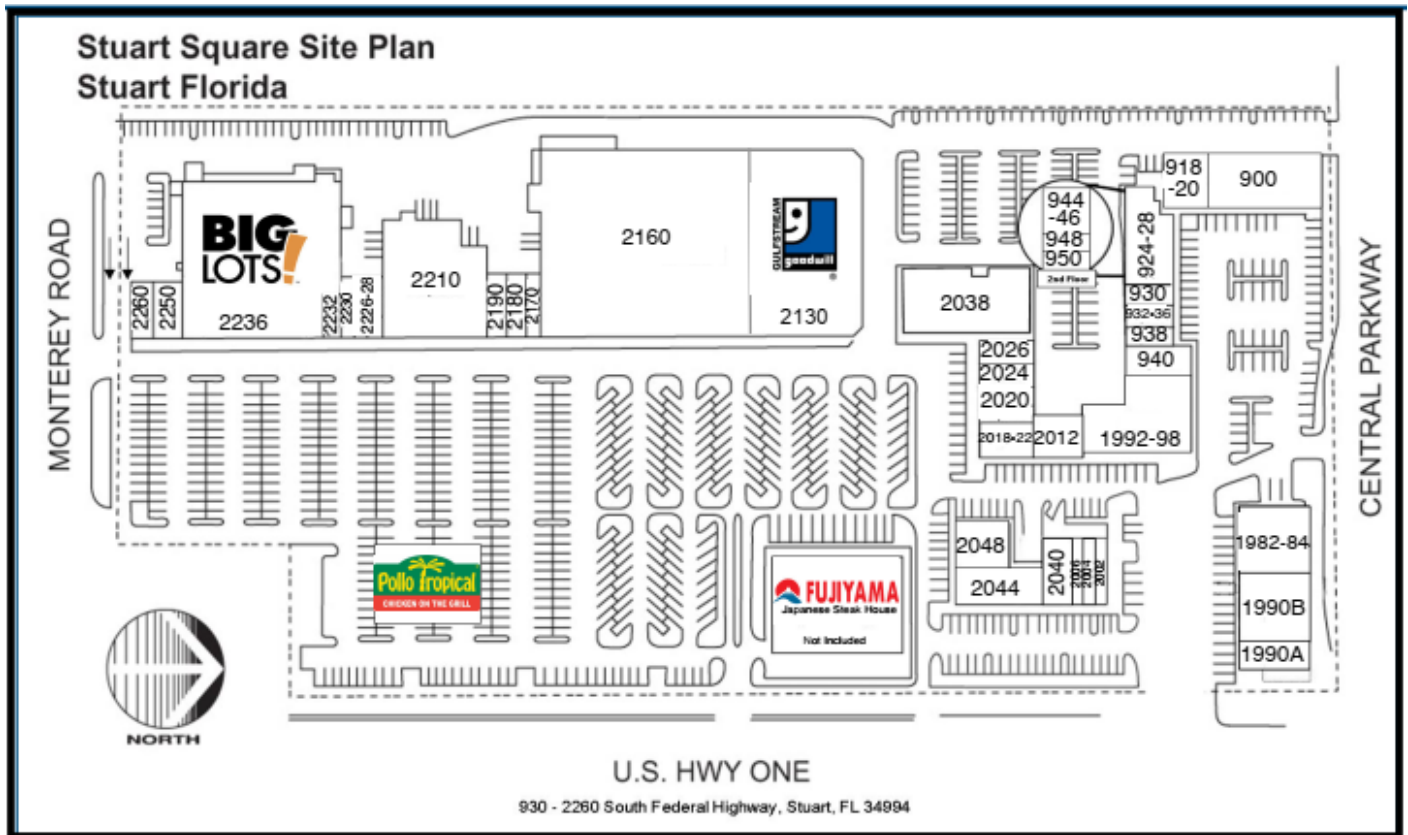 Stuart Square Site Plan
Stuart Florida
MONTEREY ROAD
CENTRAL PARKWAY
BIG
LOTS!
2260
2250
2236
2232
2230
2226-28
2210
2190
2180
2170
2160
GULFSTREAM
goodwill
®
2130
944
-46
948
950
2nd Floor
918
-20
900
924-28
930
932•36
938
940
2038
2026
2024
2020
2018•22
2012
1992-98
Pollo Tropical
CHICKEN ON THE GRILL
FUJIYAMA
Japanese Steak House
Not Included
2048
2044
2040
2006
2004
2002
1982-84
1990B
1990A
NORTH
U.S. HWY ONE
930 - 2260 South Federal Highway, Stuart, FL 34994